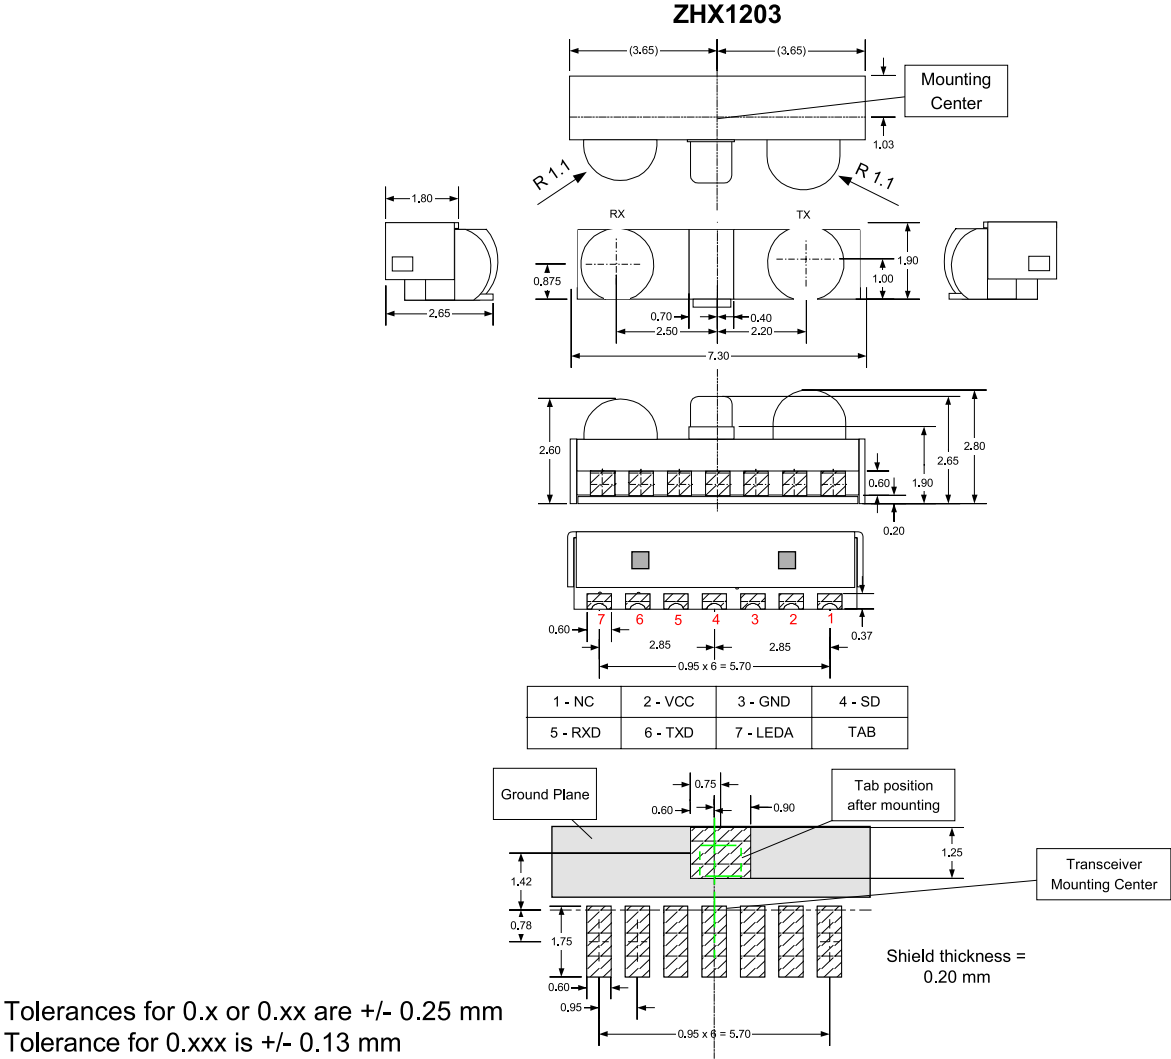 ZHX1203
(3.65) (3.65)
Mounting
Center
1.03
R 1.1 R 1.1
1.80
RX TX
0.875 1.90
1.00
2.65
0.70 0.40
2.50 2.20
7.30
2.60 2.80
2.65
0.60 1.90
0.20
7 6 5 4 3 2 1
0.60 0.37
2.85 2.85
0.95 x 6 = 5.70
1 - NC 2 - VCC 3 - GND 4 - SD
5 - RXD 6 - TXD 7 - LEDA TAB
0.75
Ground Plane
Tab position
after mounting
0.60 0.90
1.25
1.42
Transceiver
Mounting Center
0.78
1.75
Shield thickness =
0.20 mm
0.60
0.95
0.95 x 6 = 5.70
Tolerances for 0.x or 0.xx are +/- 0.25 mm
Tolerance for 0.xxx is +/- 0.13 mm